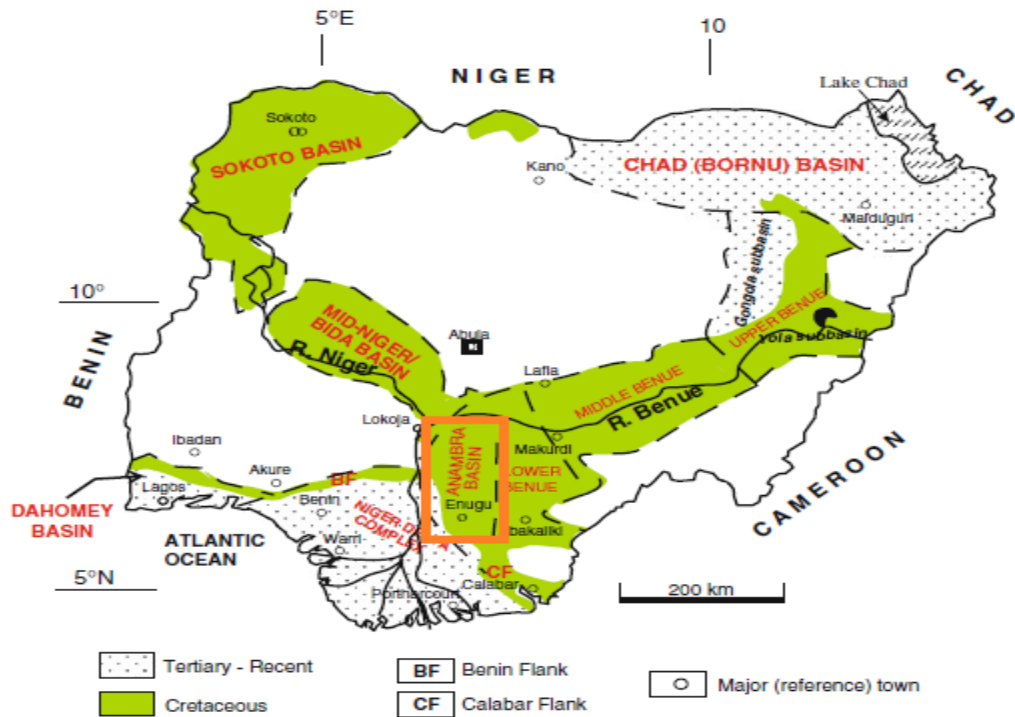 5°E
10
NIGER
CHAD
Lake Chad
Sokoto
SOKOTO BASIN
Kano
CHAD (BORNU) BASIN
Maiduguri
Gongola subbasin
10°
BENIN
MID-NIGER/
BIDA BASIN
R. Niger
Abuja
UPPER BENUE
Yola subbasin
Lafia
MIDDLE BENUE
R. Benue
Lokoja
Makurdi
ANAMBRA
BASIN
LOWER
BENUE
CAMEROON
Ibadan
Akure
BF
Enugu
Abakaliki
Lagos
Benin
NIGER DELTA
COMPLEX
DAHOMEY
BASIN
ATLANTIC
OCEAN
Warri
CF
Calabar
5°N
Portharcourt
200 km
Tertiary - Recent
BF Benin Flank
Major (reference) town
Cretaceous
CF Calabar Flank